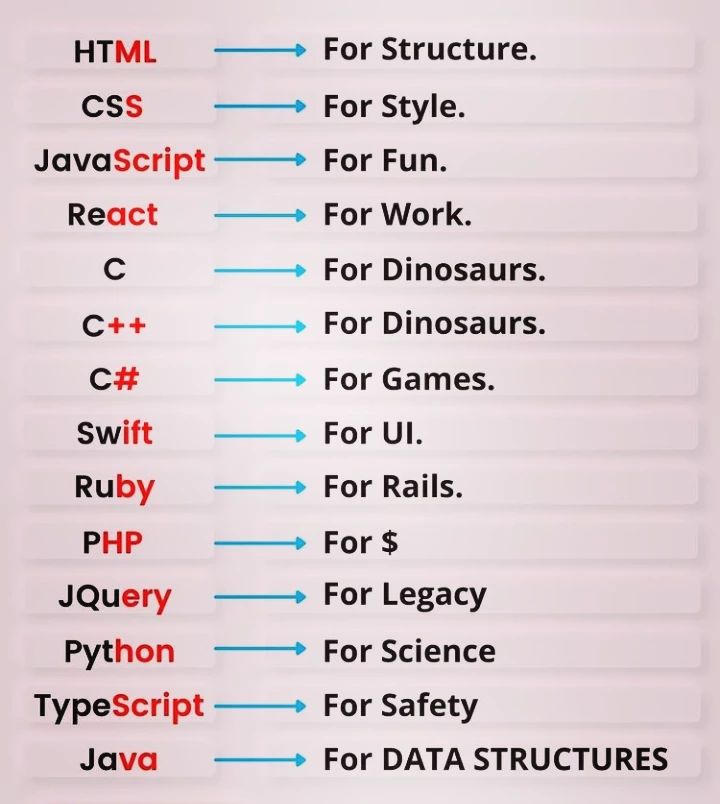 HTML For Structure.
CSS For Style.
JavaScript For Fun.
React For Work.
C For Dinosaurs.
C++ For Dinosaurs.
C# For Games.
Swift For UI.
Ruby For Rails.
PHP For $
JQuery For Legacy
Python For Science
TypeScript For Safety
Java For DATA STRUCTURES